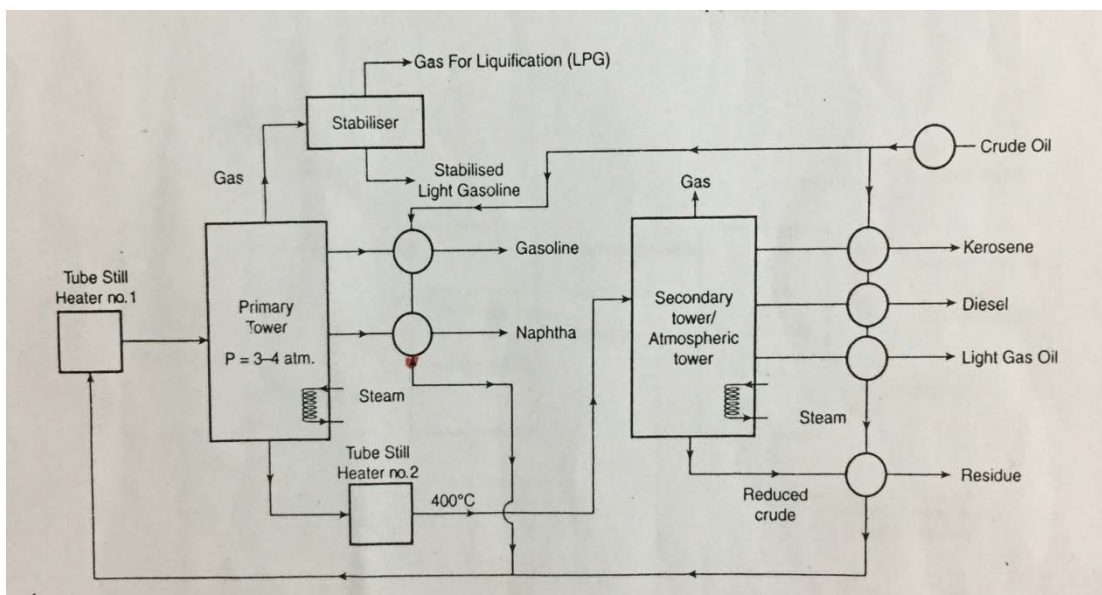 Gas For Liquification (LPG)
Stabiliser
Crude Oil
Gas
Stabilised
Light Gasoline
Gas
Gasoline
Kerosene
Tube Still
Heater no.1
Primary
Tower
P = 3–4 atm.
Secondary
tower/
Atmospheric
tower
Diesel
Naphtha
Light Gas Oil
Steam
Steam
Tube Still
Heater no.2
400°C
Reduced
crude
Residue